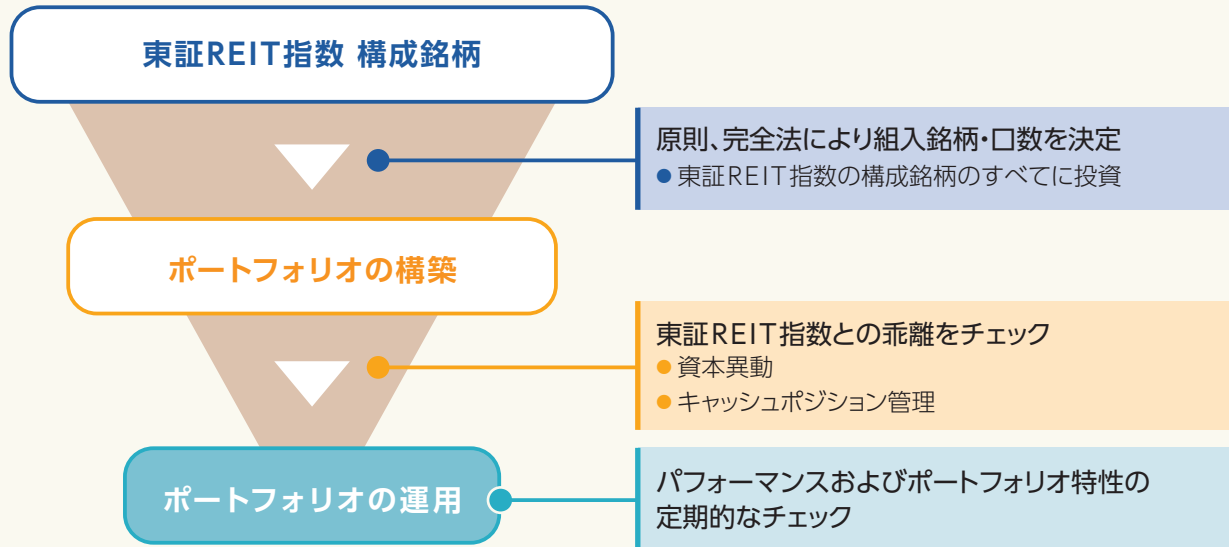 東証REIT指数 構成銘柄
原則、完全法により組入銘柄・口数を決定
●東証REIT指数の構成銘柄のすべてに投資
ポートフォリオの構築
東証REIT指数との乖離をチェック
●資本異動
●キャッシュポジション管理
ポートフォリオの運用
パフォーマンスおよびポートフォリオ特性の
定期的なチェック